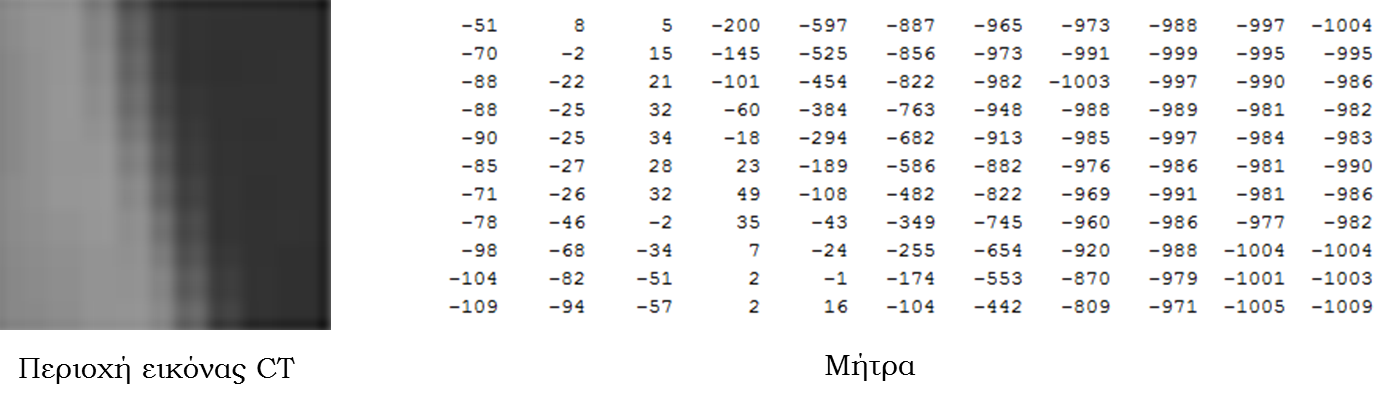 -51 8 5 -200 -597 -887 -965 -973 -988 -997 -1004
-70 -2 15 -145 -525 -856 -973 -991 -999 -995 -995
-88 -22 21 -101 -454 -822 -982 -1003 -997 -990 -986
-88 -25 32 -60 -384 -763 -948 -988 -989 -981 -982
-90 -25 34 -18 -294 -682 -913 -985 -997 -984 -983
-85 -27 28 23 -189 -586 -882 -976 -986 -981 -990
-71 -26 32 49 -108 -482 -822 -969 -991 -981 -986
-78 -46 -2 35 -43 -349 -745 -960 -986 -977 -982
-98 -68 -34 7 -24 -255 -654 -920 -988 -1004 -1004
-104 -82 -51 2 -1 -174 -553 -870 -979 -1001 -1003
-109 -94 -57 2 16 -104 -442 -809 -971 -1005 -1009
Περιοχή εικόνας CT
Μήτρα